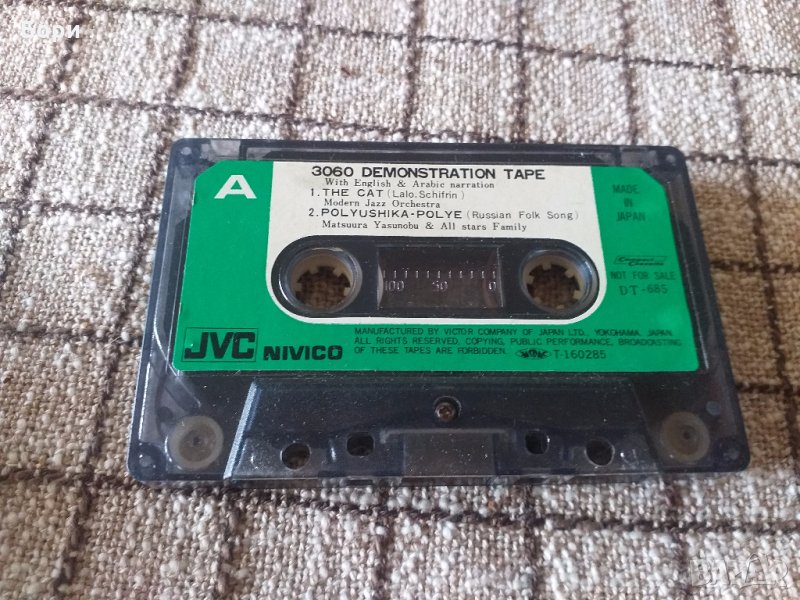 Бори
A
3060 DEMONSTRATION TAPE
With English & Arabic narration
1. THE CAT (Lalo. Schifrin)
Modern Jazz Orchestra
2. POLYUSHIKA-POLYE (Russian Folk Song)
Matsuura Yasunobu & All stars Family
MADE IN JAPAN
100 50 0
Compact Cassette
NOT FOR SALE
DT-685
JVC NIVICO
MANUFACTURED BY VICTOR COMPANY OF JAPAN LTD., YOKOHAMA, JAPAN
ALL RIGHTS RESERVED. COPYING, PUBLIC PERFORMANCE, BROADCASTING
OF THESE TAPES ARE FORBIDDEN. T-160285